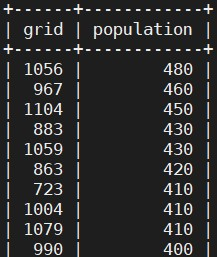 +------+------------+
| grid | population |
+------+------------+
| 1056 |        480 |
|  967 |        460 |
| 1104 |        450 |
|  883 |        430 |
| 1059 |        430 |
|  863 |        420 |
|  723 |        410 |
| 1004 |        410 |
| 1079 |        410 |
|  990 |        400 |